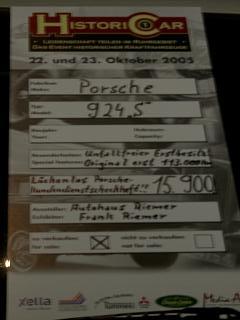 HISTORICAR
LEIDENSCHAFT TEILEN IM RUHRGEBIET
DAS EVENT HISTORISCHER KRAFTFAHRZEUGE
22. und 23. Oktober 2005
Fabrikat: Porsche
Make:
Typ: 924,S
Model:
Baujahr: Hubraum:
Year: Capacity:
Besonderheiten: Unfallfreier Erstbesitz
Special Features: Original erst 113.000km
Lückenlos Porsche-
Kundendienstscheckheft!! 15.900
Aussteller: Autohaus Riemer
Exhibitor: Frank Riemer
zu verkaufen: nicht zu verkaufen:
for sale: not for sale:
xella
Media-A